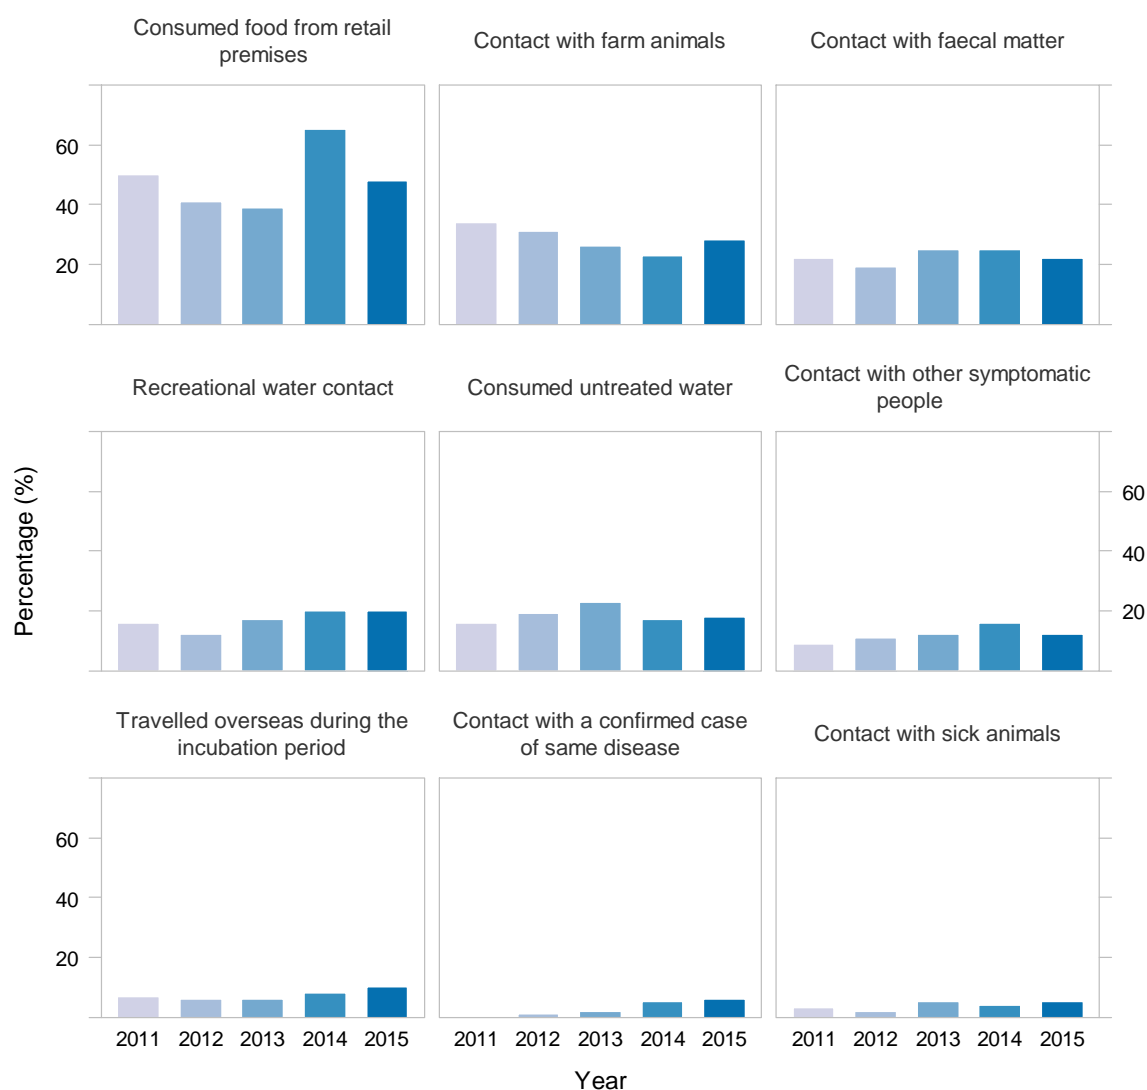 Consumed food from retail
premises
Contact with farm animals
Contact with faecal matter
60
40
20
Recreational water contact
Consumed untreated water
Contact with other symptomatic
people
Percentage (%)
60
40
20
Travelled overseas during the
incubation period
Contact with a confirmed case
of same disease
Contact with sick animals
60
40
20
2011 2012 2013 2014 2015
2011 2012 2013 2014 2015
2011 2012 2013 2014 2015
Year